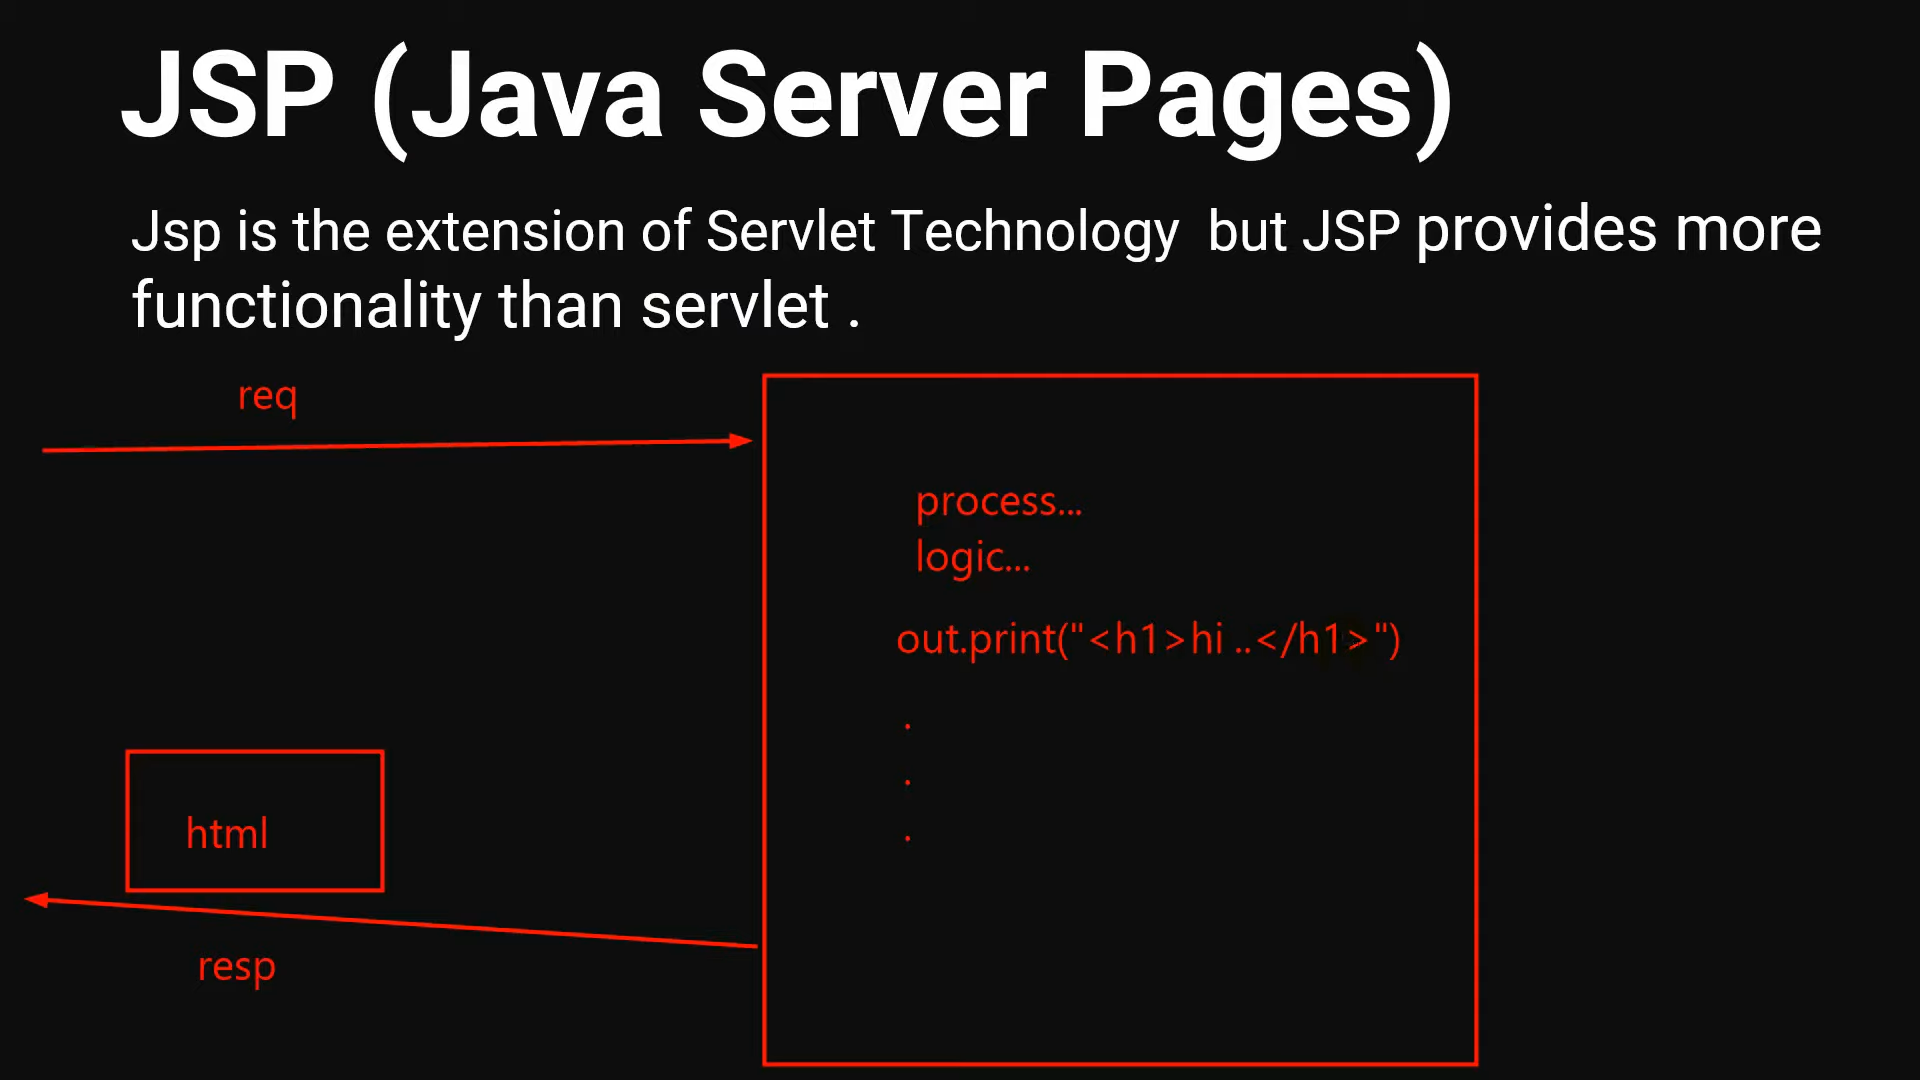 JSP (Java Server Pages)
Jsp is the extension of Servlet Technology but JSP provides more
functionality than servlet .
req
process...
logic...
out.print("<h1>hi ..</h1>")
.
.
.
html
resp